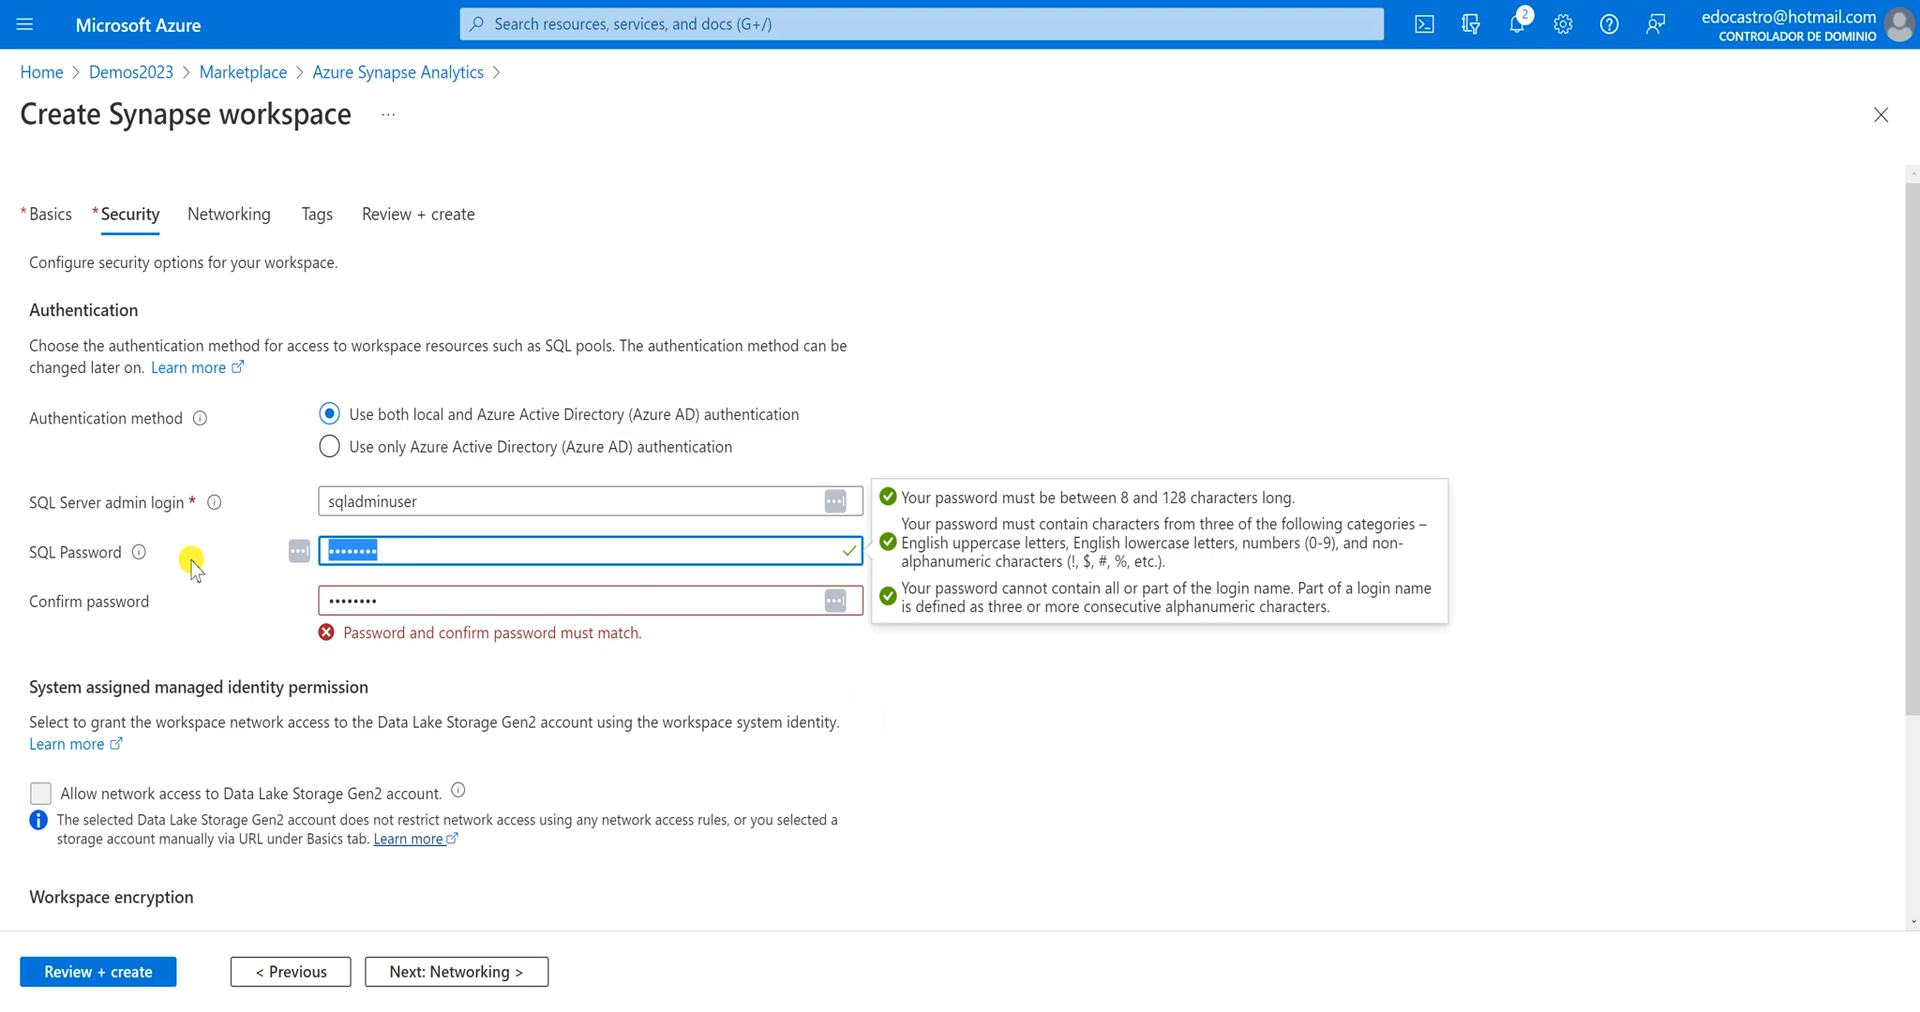 Microsoft Azure
Search resources, services, and docs (G+/)
2
edocastro@hotmail.com
CONTROLADOR DE DOMINIO
Home > Demos2023 > Marketplace > Azure Synapse Analytics >
Create Synapse workspace ...
* Basics * Security Networking Tags Review + create
Configure security options for your workspace.
Authentication
Choose the authentication method for access to workspace resources such as SQL pools. The authentication method can be
changed later on. Learn more
Authentication method
Use both local and Azure Active Directory (Azure AD) authentication
Use only Azure Active Directory (Azure AD) authentication
SQL Server admin login *
sqladminuser
SQL Password
••••••••
Confirm password
••••••••
Password and confirm password must match.
Your password must be between 8 and 128 characters long.
Your password must contain characters from three of the following categories –
English uppercase letters, English lowercase letters, numbers (0-9), and non-
alphanumeric characters (!, $, #, %, etc.).
Your password cannot contain all or part of the login name. Part of a login name
is defined as three or more consecutive alphanumeric characters.
System assigned managed identity permission
Select to grant the workspace network access to the Data Lake Storage Gen2 account using the workspace system identity.
Learn more
Allow network access to Data Lake Storage Gen2 account.
The selected Data Lake Storage Gen2 account does not restrict network access using any network access rules, or you selected a
storage account manually via URL under Basics tab. Learn more
Workspace encryption
Review + create
< Previous
Next: Networking >